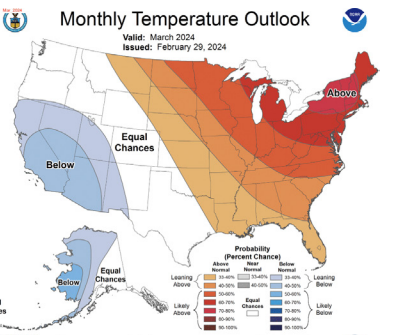 Mar. 2024
Monthly Temperature Outlook
Valid: March 2024
Issued: February 29, 2024
Above
Equal
Chances
Below
Equal
Chances
Below
Probability
(Percent Chance)
Above
Normal
Near
Normal
Below
Normal
Leaning
Above
33-40%
33-40%
33-40%
Leaning
Below
40-50%
40-50%
40-50%
50-60%
50-60%
Likely
Above
60-70%
Equal
Chances
60-70%
Likely
Below
70-80%
70-80%
80-90%
80-90%
90-100%
90-100%